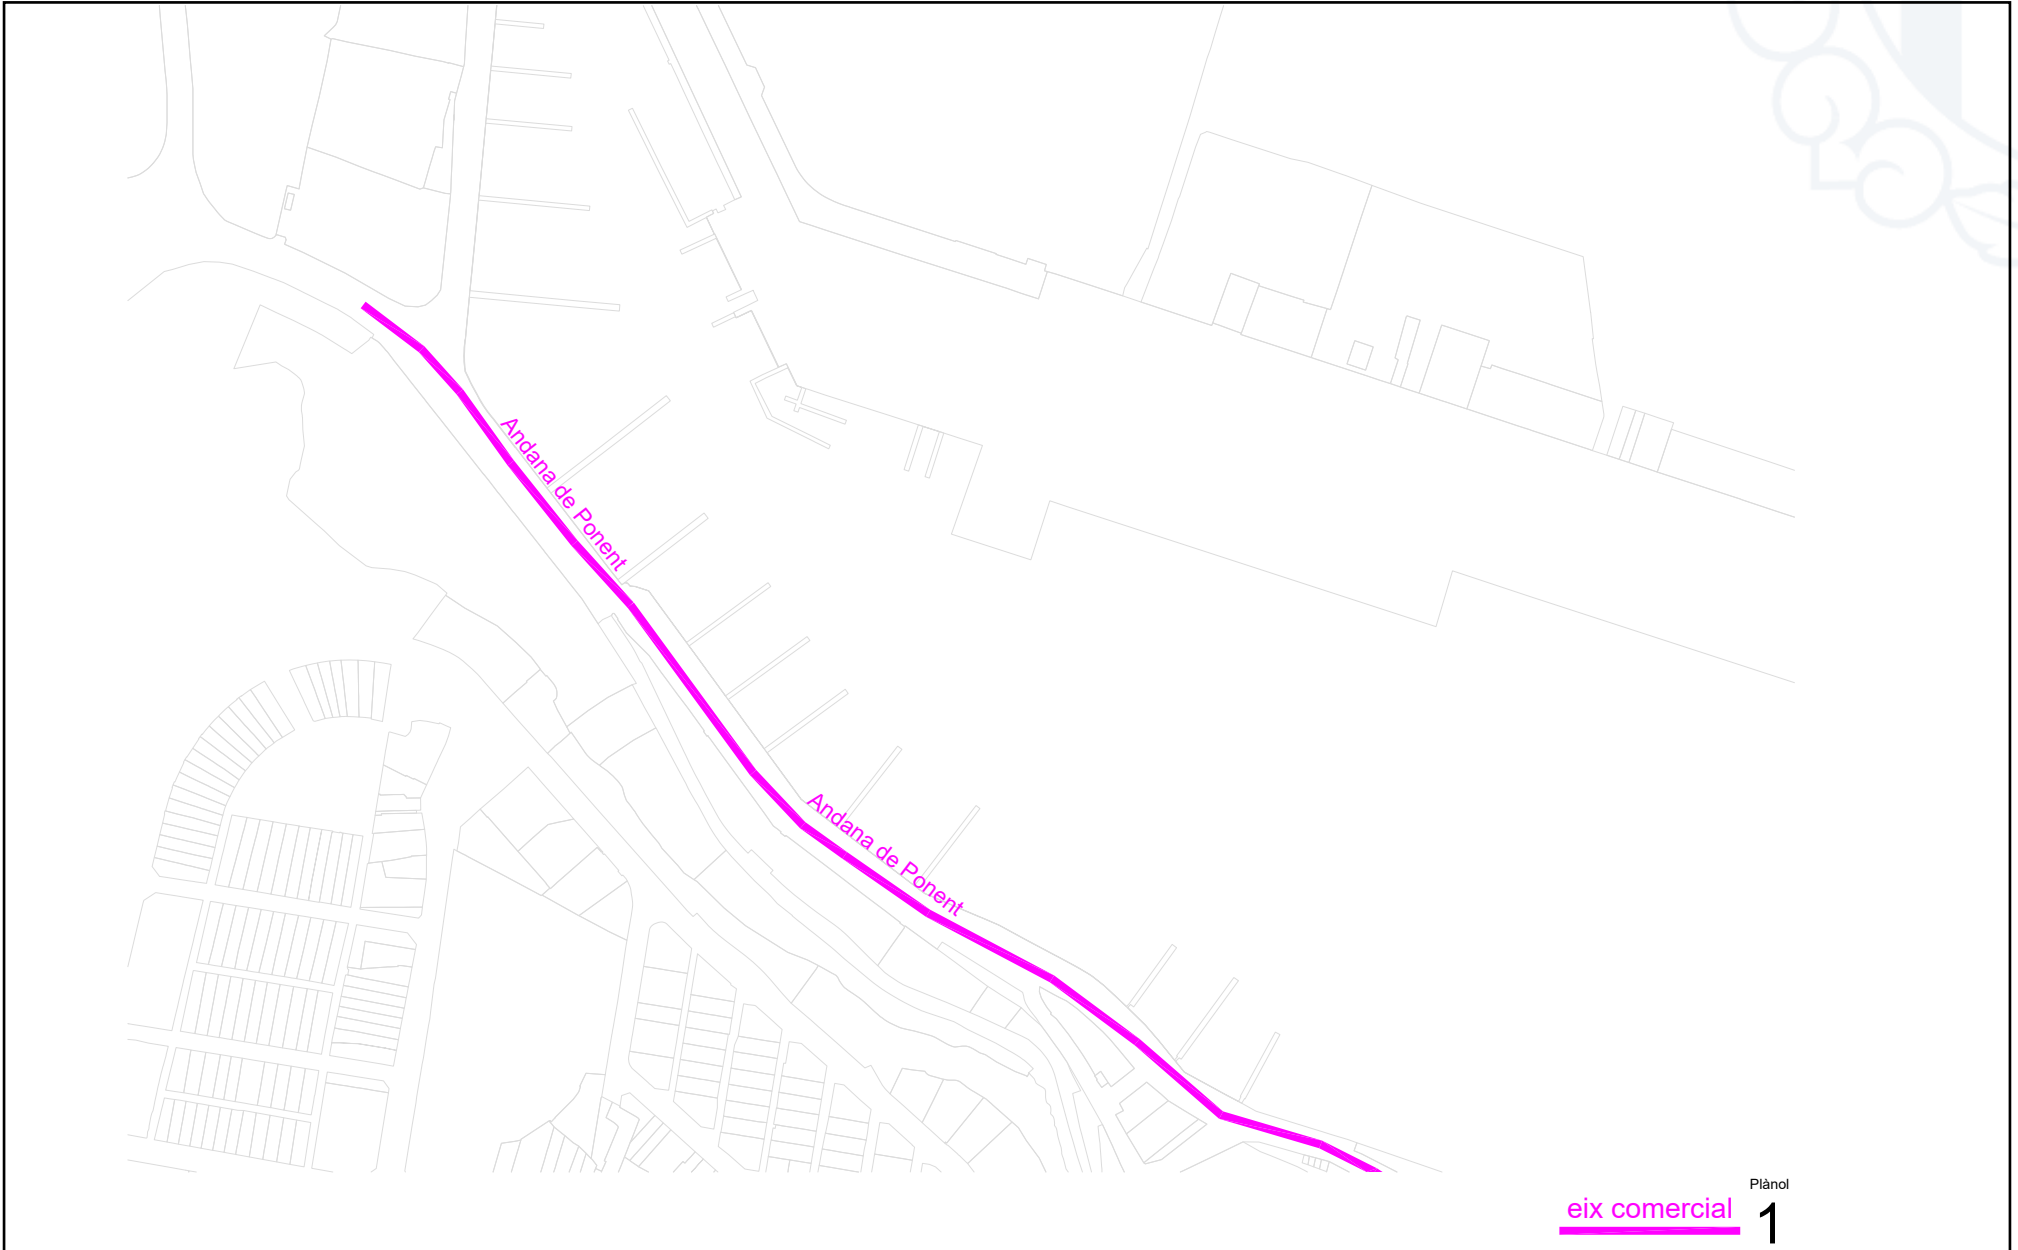 Andana de Ponent
Andana de Ponent
Plànol
eix comercial
1